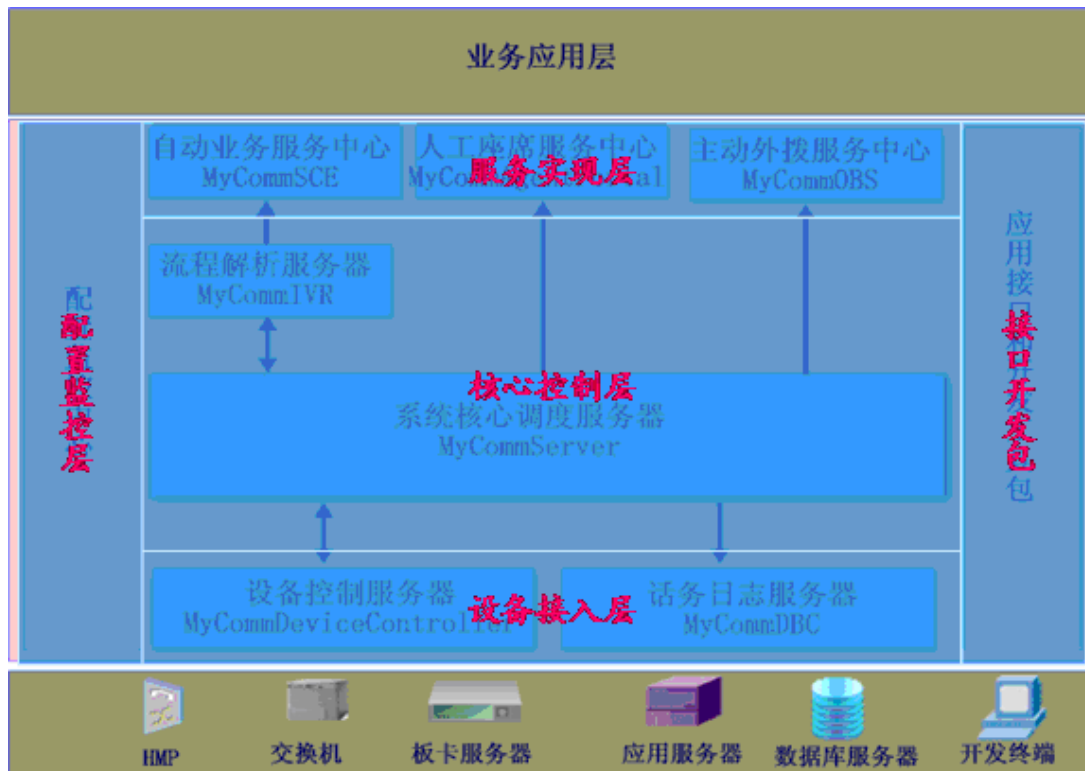 业务应用层
自动业务服务中心
MyCommSCE
人工座席服务中心
主动外拨服务中心
MyCommOBS
服务实现层
流程解析服务器
MyCommIVR
配置监控层
核心控制层
系统核心调度服务器
MyCommServer
接口开发包
设备控制服务器
MyCommDeviceController
话务日志服务器
MyCommDBC
设备接入层
HMP
交换机
板卡服务器
应用服务器
数据库服务器
开发终端